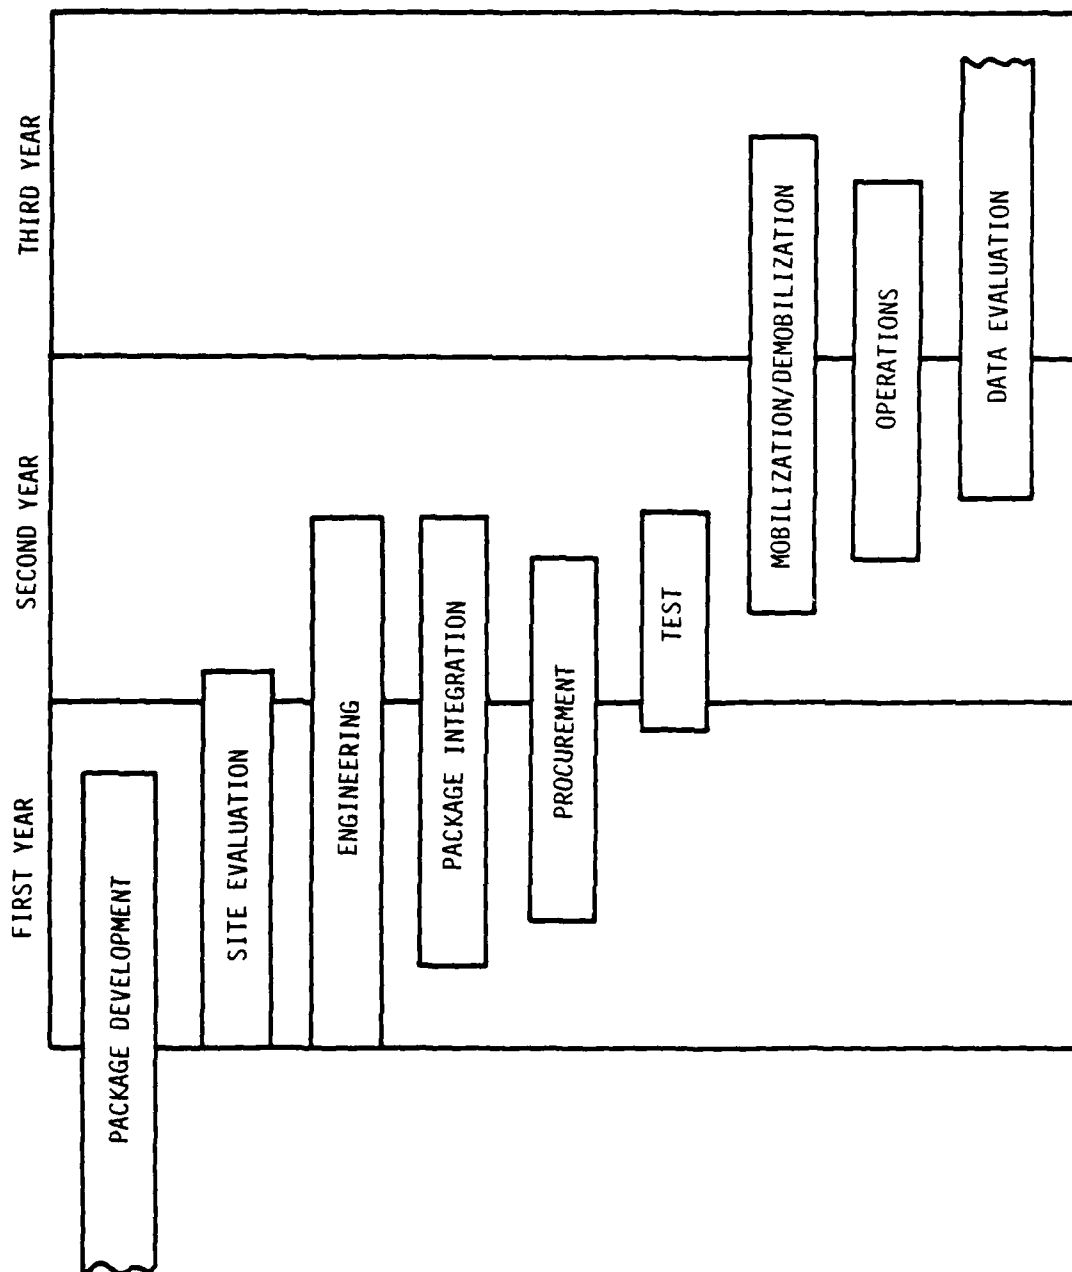 FIRST YEAR
SECOND YEAR
THIRD YEAR
PACKAGE DEVELOPMENT
SITE EVALUATION
ENGINEERING
PACKAGE INTEGRATION
PROCUREMENT
TEST
MOBILIZATION/DEMOBILIZATION
OPERATIONS
DATA EVALUATION